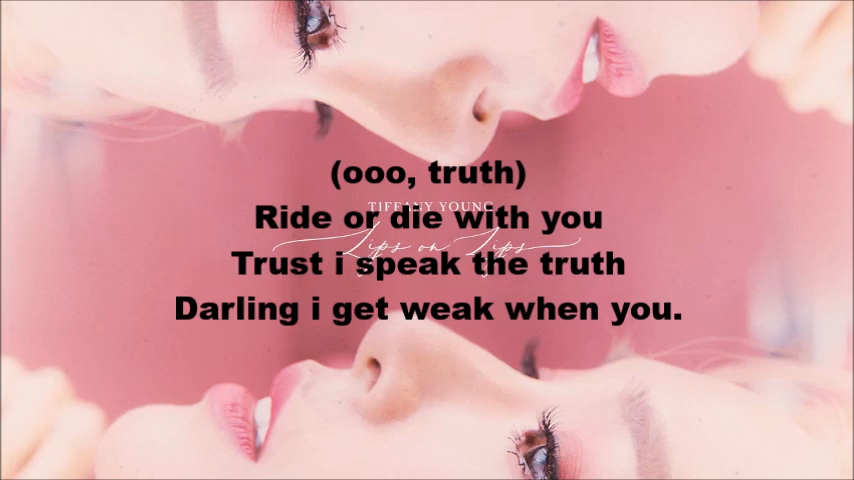 (ooo, truth)
TIFFANY YOUNG
Ride or die with you
Lips on Lips
Trust i speak the truth
Darling i get weak when you.